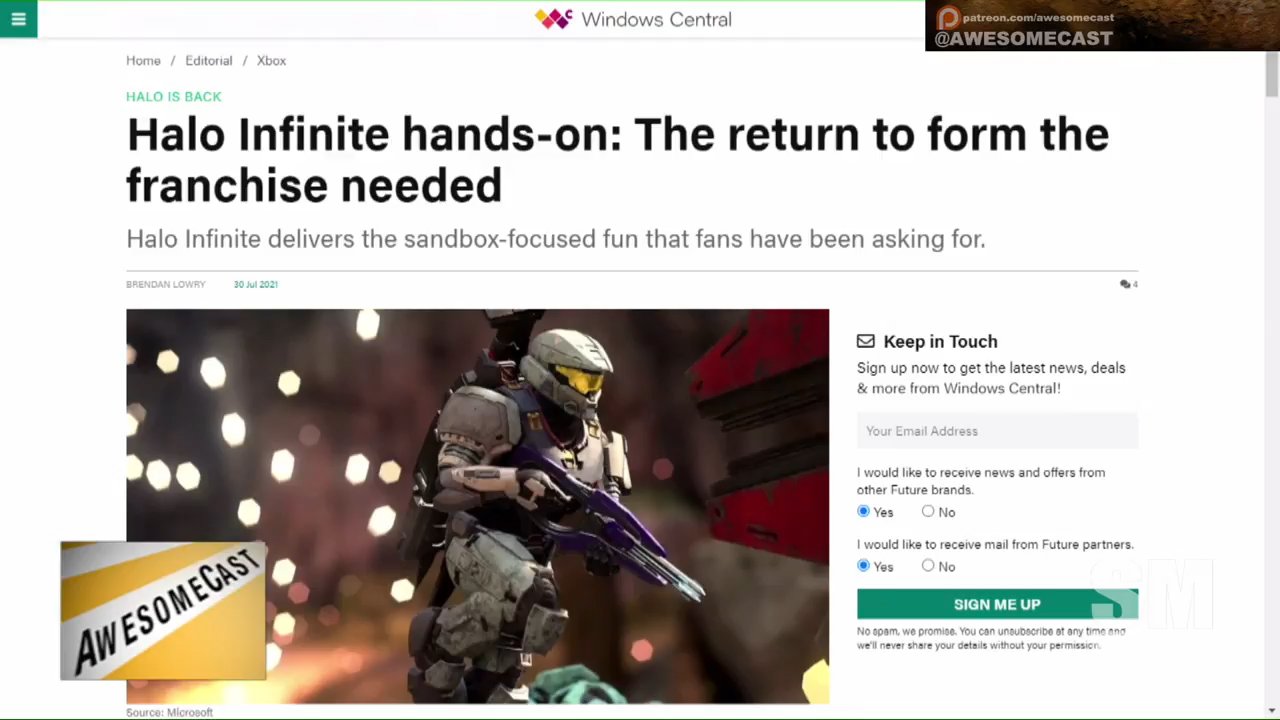 Windows Central
patreon.com/awesomecast
@AWESOMECAST
Home / Editorial / Xbox
HALO IS BACK
Halo Infinite hands-on: The return to form the
franchise needed
Halo Infinite delivers the sandbox-focused fun that fans have been asking for.
BRENDAN LOWRY 30 Jul 2021
4
Keep in Touch
Sign up now to get the latest news, deals
& more from Windows Central!
Your Email Address
I would like to receive news and offers from
other Future brands.
Yes No
I would like to receive mail from Future partners.
Yes No
SIGN ME UP
No spam, we promise. You can unsubscribe at any time and
we'll never share your details without your permission.
AWESOMECAST
SM
Source: Microsoft